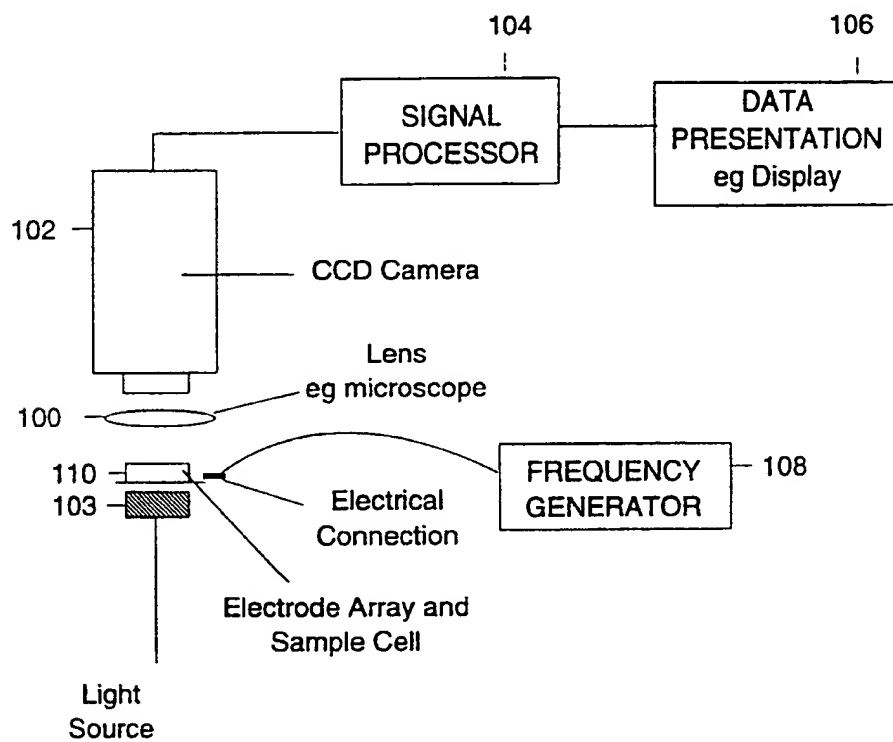 104
106
SIGNAL
PROCESSOR
DATA
PRESENTATION
eg Display
102
CCD Camera
Lens
eg microscope
100
110
103
FREQUENCY
GENERATOR
108
Electrical
Connection
Electrode Array and
Sample Cell
Light
Source